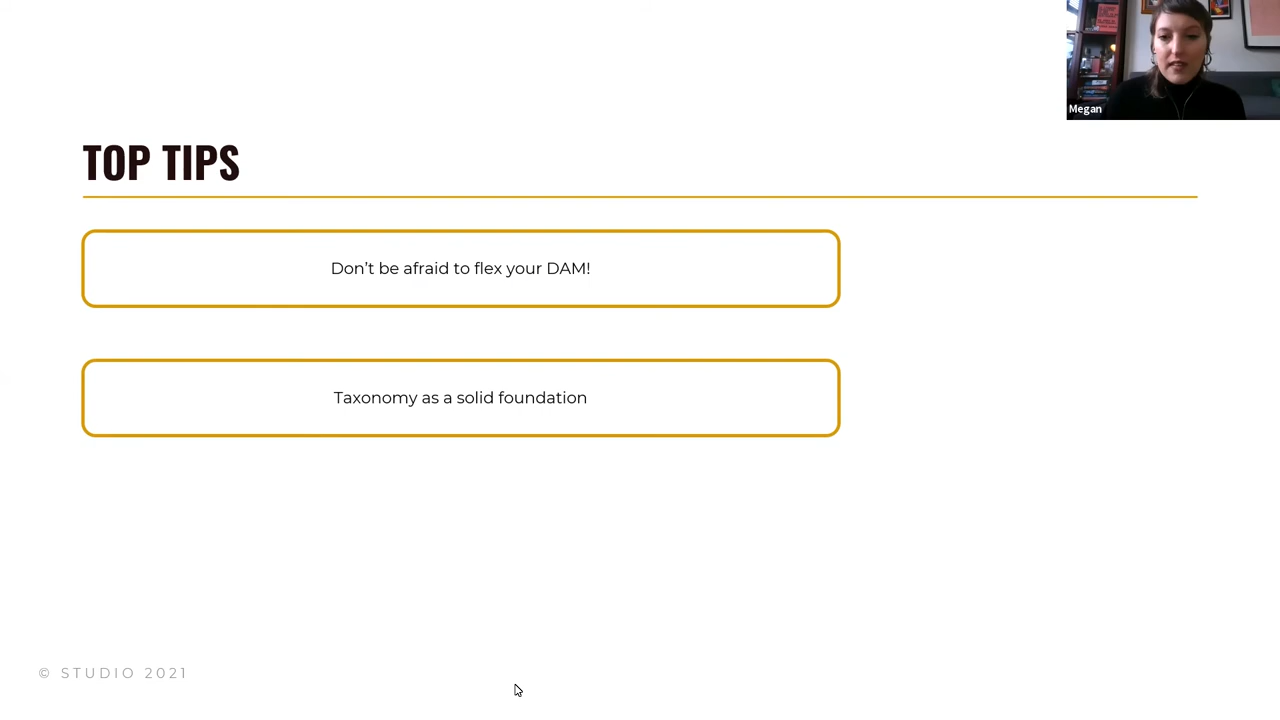 Megan
TOP TIPS
Don't be afraid to flex your DAM!
Taxonomy as a solid foundation
© STUDIO 2021